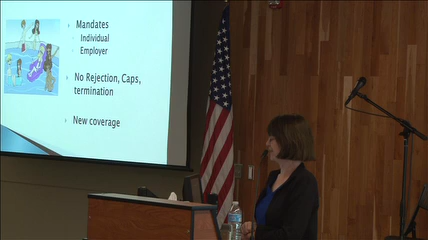 Mandates
Individual
Employer
No Rejection, Caps,
termination
New coverage